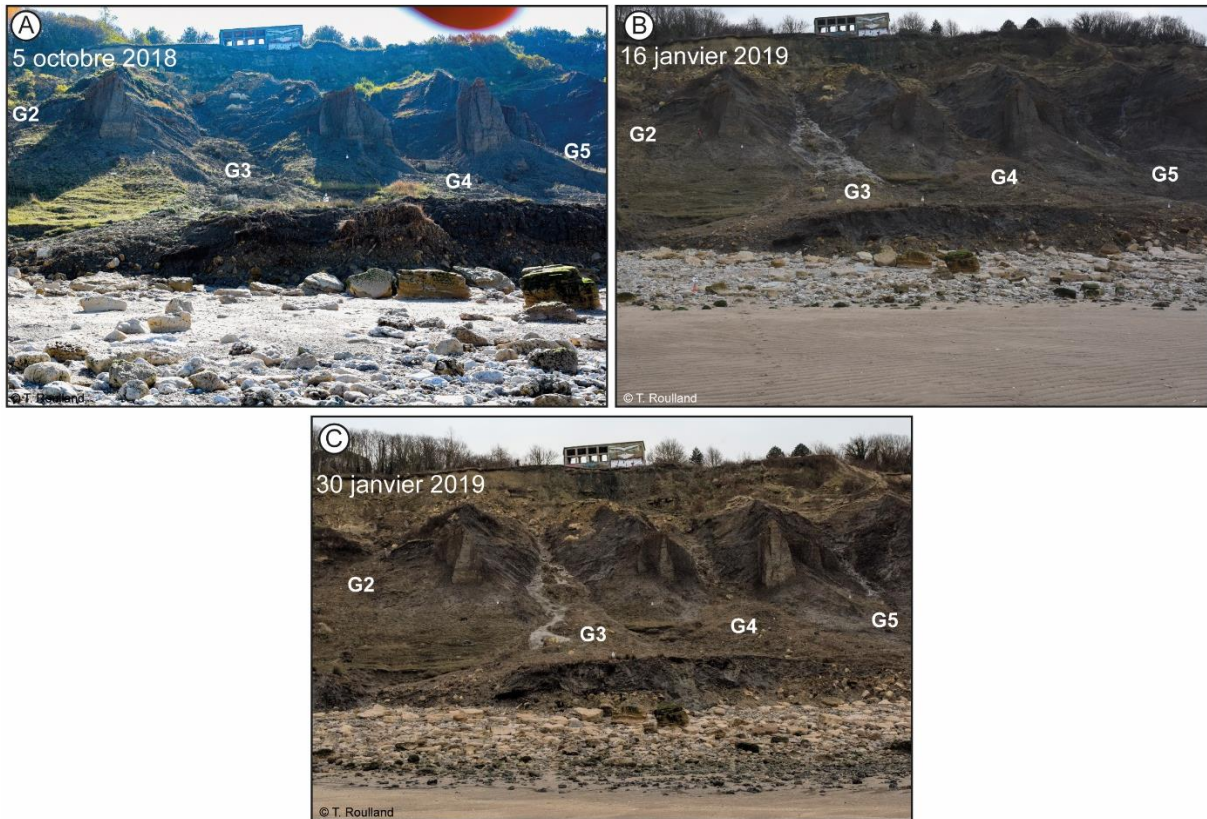 A
5 octobre 2018
G2
G3
G4
G5
© T. Roulland
B
16 janvier 2019
G2
G3
G4
G5
© T. Roulland
C
30 janvier 2019
G2
G3
G4
G5
© T. Roulland